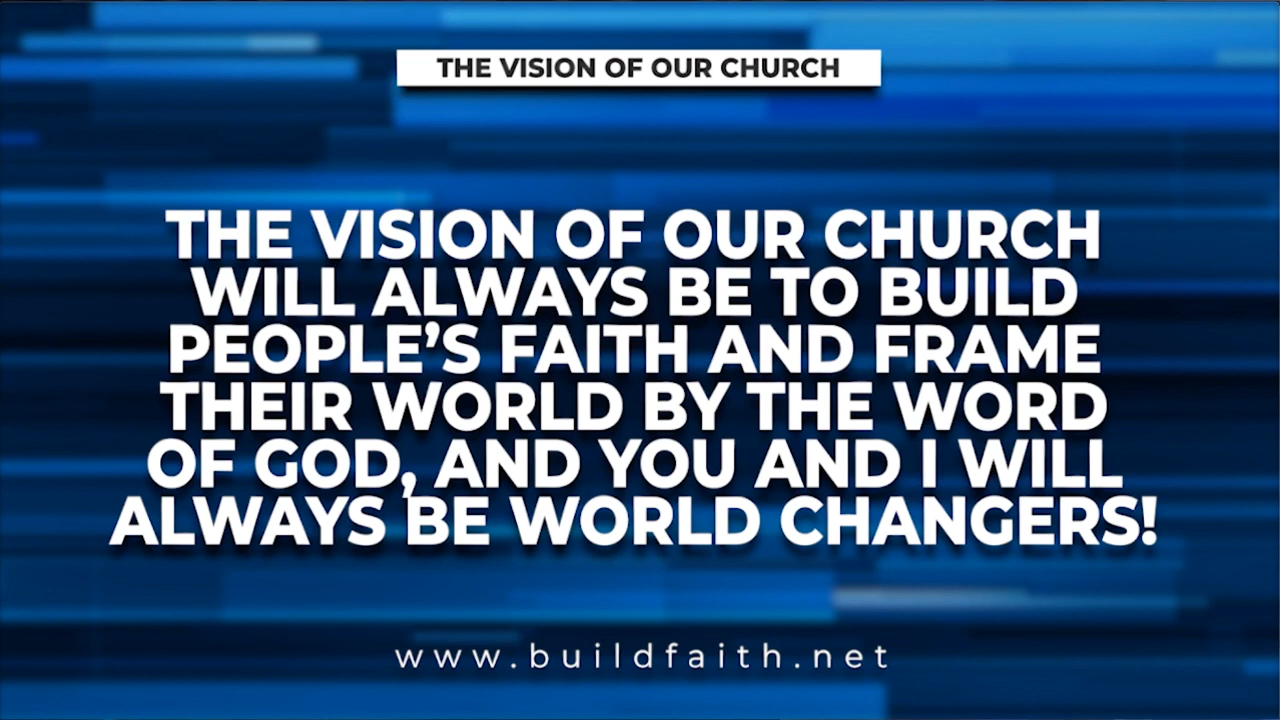 THE VISION OF OUR CHURCH
THE VISION OF OUR CHURCH
WILL ALWAYS BE TO BUILD
PEOPLE’S FAITH AND FRAME
THEIR WORLD BY THE WORD
OF GOD, AND YOU AND I WILL
ALWAYS BE WORLD CHANGERS!
www.buildfaith.net